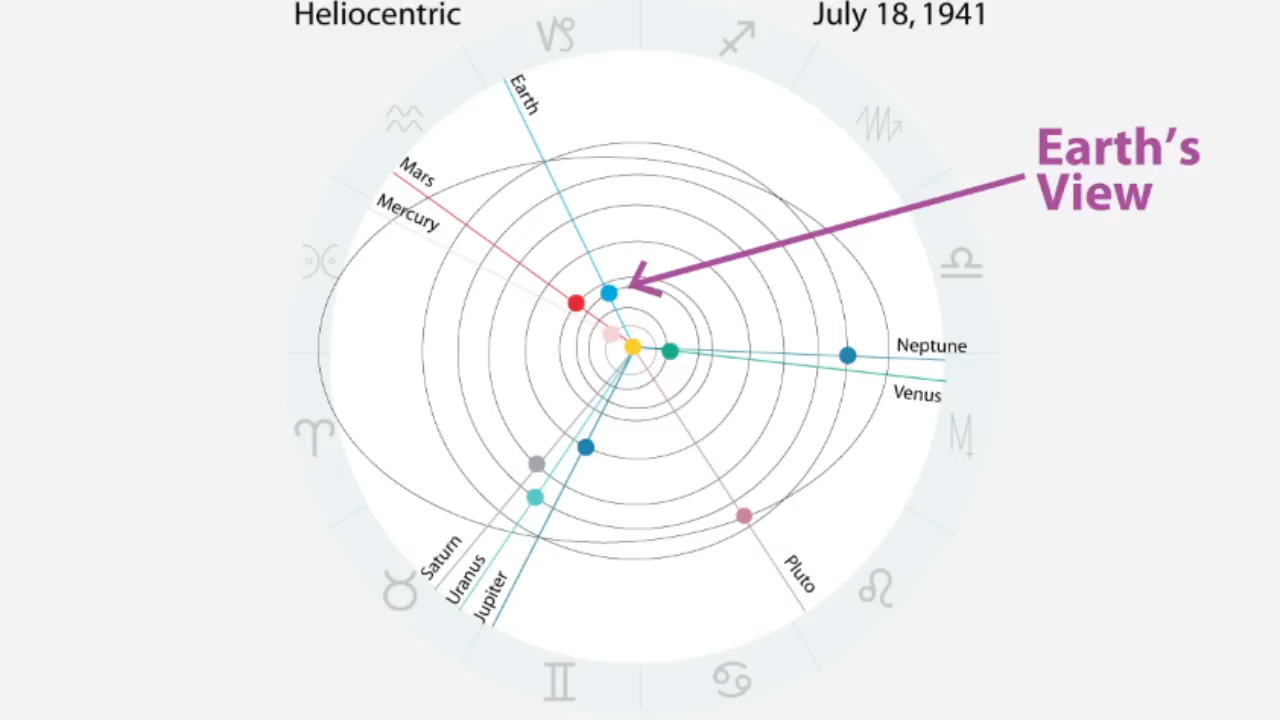 Heliocentric
July 18, 1941
Earth
Earth's
View
Mars
Mercury
Neptune
Venus
Saturn
Uranus
Jupiter
Pluto